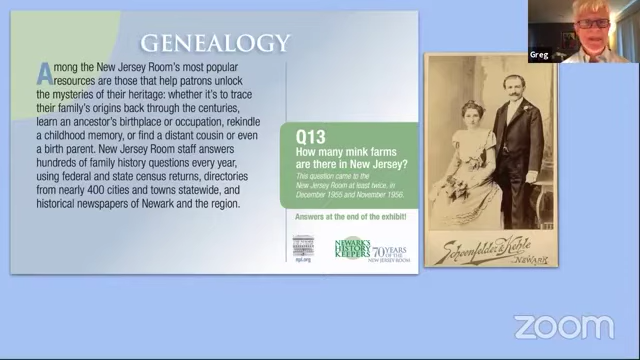 GENEALOGY
Among the New Jersey Room's most popular
resources are those that help patrons unlock
the mysteries of their heritage: whether it's to trace
their family's origins back through the centuries,
learn an ancestor's birthplace or occupation, rekindle
a childhood memory, or find a distant cousin or even
a birth parent. New Jersey Room staff answers
hundreds of family history questions every year,
using federal and state census returns, directories
from nearly 400 cities and towns statewide, and
historical newspapers of Newark and the region.
Q13
How many mink farms
are there in New Jersey?
This question came to the
New Jersey Room at least twice, in
December 1955 and November 1956.
Answers at the end of the exhibit!
npl.org
NEWARK'S
HISTORY
KEEPERS
70 YEARS
OF THE
NEW JERSEY ROOM
Schoenfelder & Kehle
NEWARK
Greg
zoom